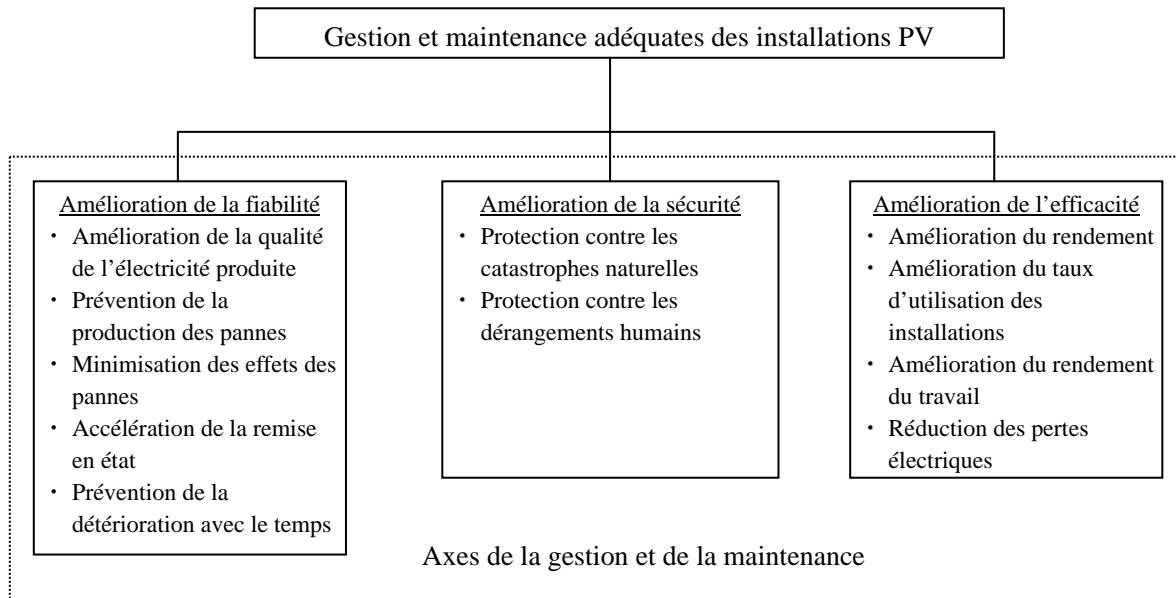 Gestion et maintenance adéquates des installations PV
Amélioration de la fiabilité
・ Amélioration de la qualité
de l’électricité produite
・ Prévention de la
production des pannes
・ Minimisation des effets des
pannes
・ Accélération de la remise
en état
・ Prévention de la
détérioration avec le temps
Amélioration de la sécurité
・ Protection contre les
catastrophes naturelles
・ Protection contre les
dérangements humains
Amélioration de l’efficacité
・ Amélioration du rendement
・ Amélioration du taux
d’utilisation des
installations
・ Amélioration du rendement
du travail
・ Réduction des pertes
électriques
Axes de la gestion et de la maintenance